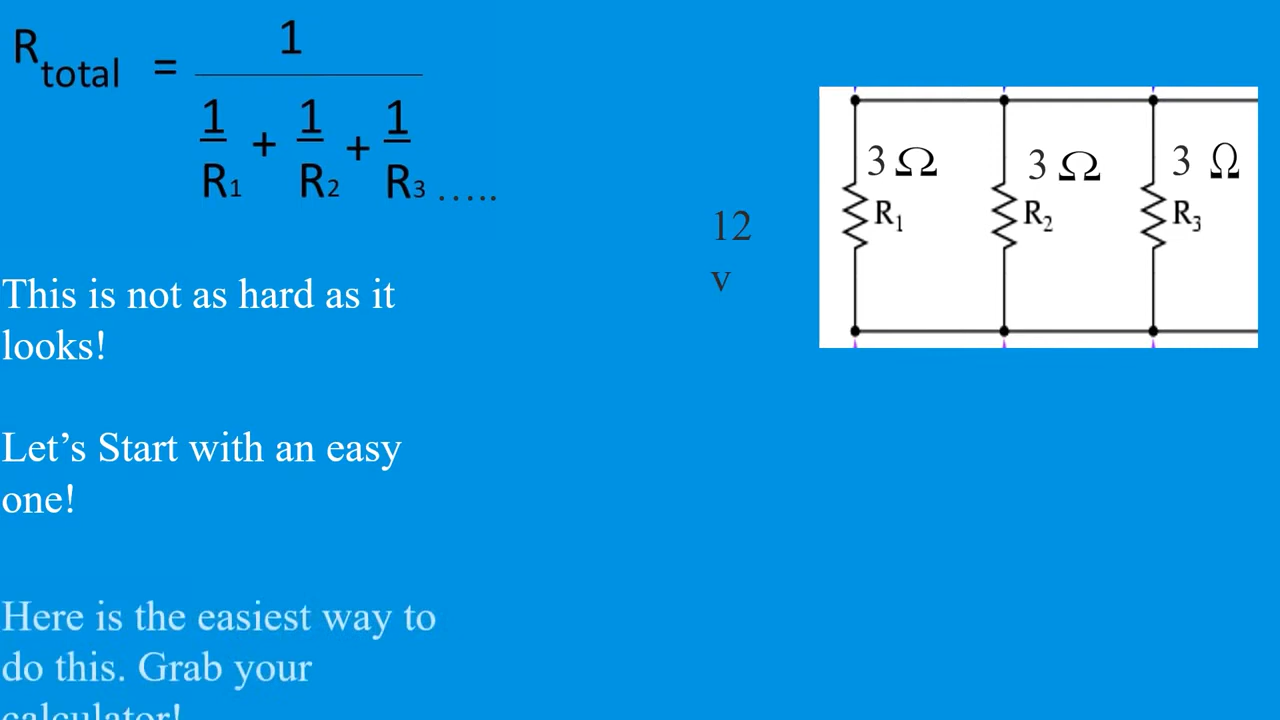 R total = 1
1 + 1 + 1
R1 R2 R3 .....
This is not as hard as it
looks!
Let’s Start with an easy
one!
Here is the easiest way to
do this. Grab your
calculator!
12
v
3 Ω 3 Ω 3 Ω
R1 R2 R3